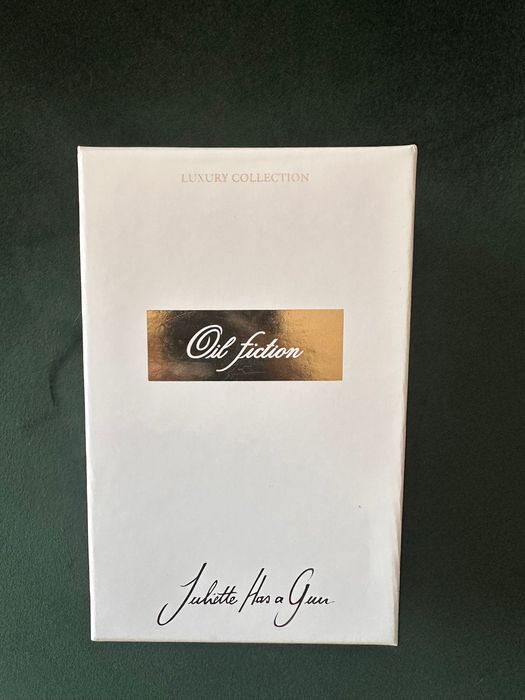 LUXURY COLLECTION
Oil fiction
Juliette Has a Gun